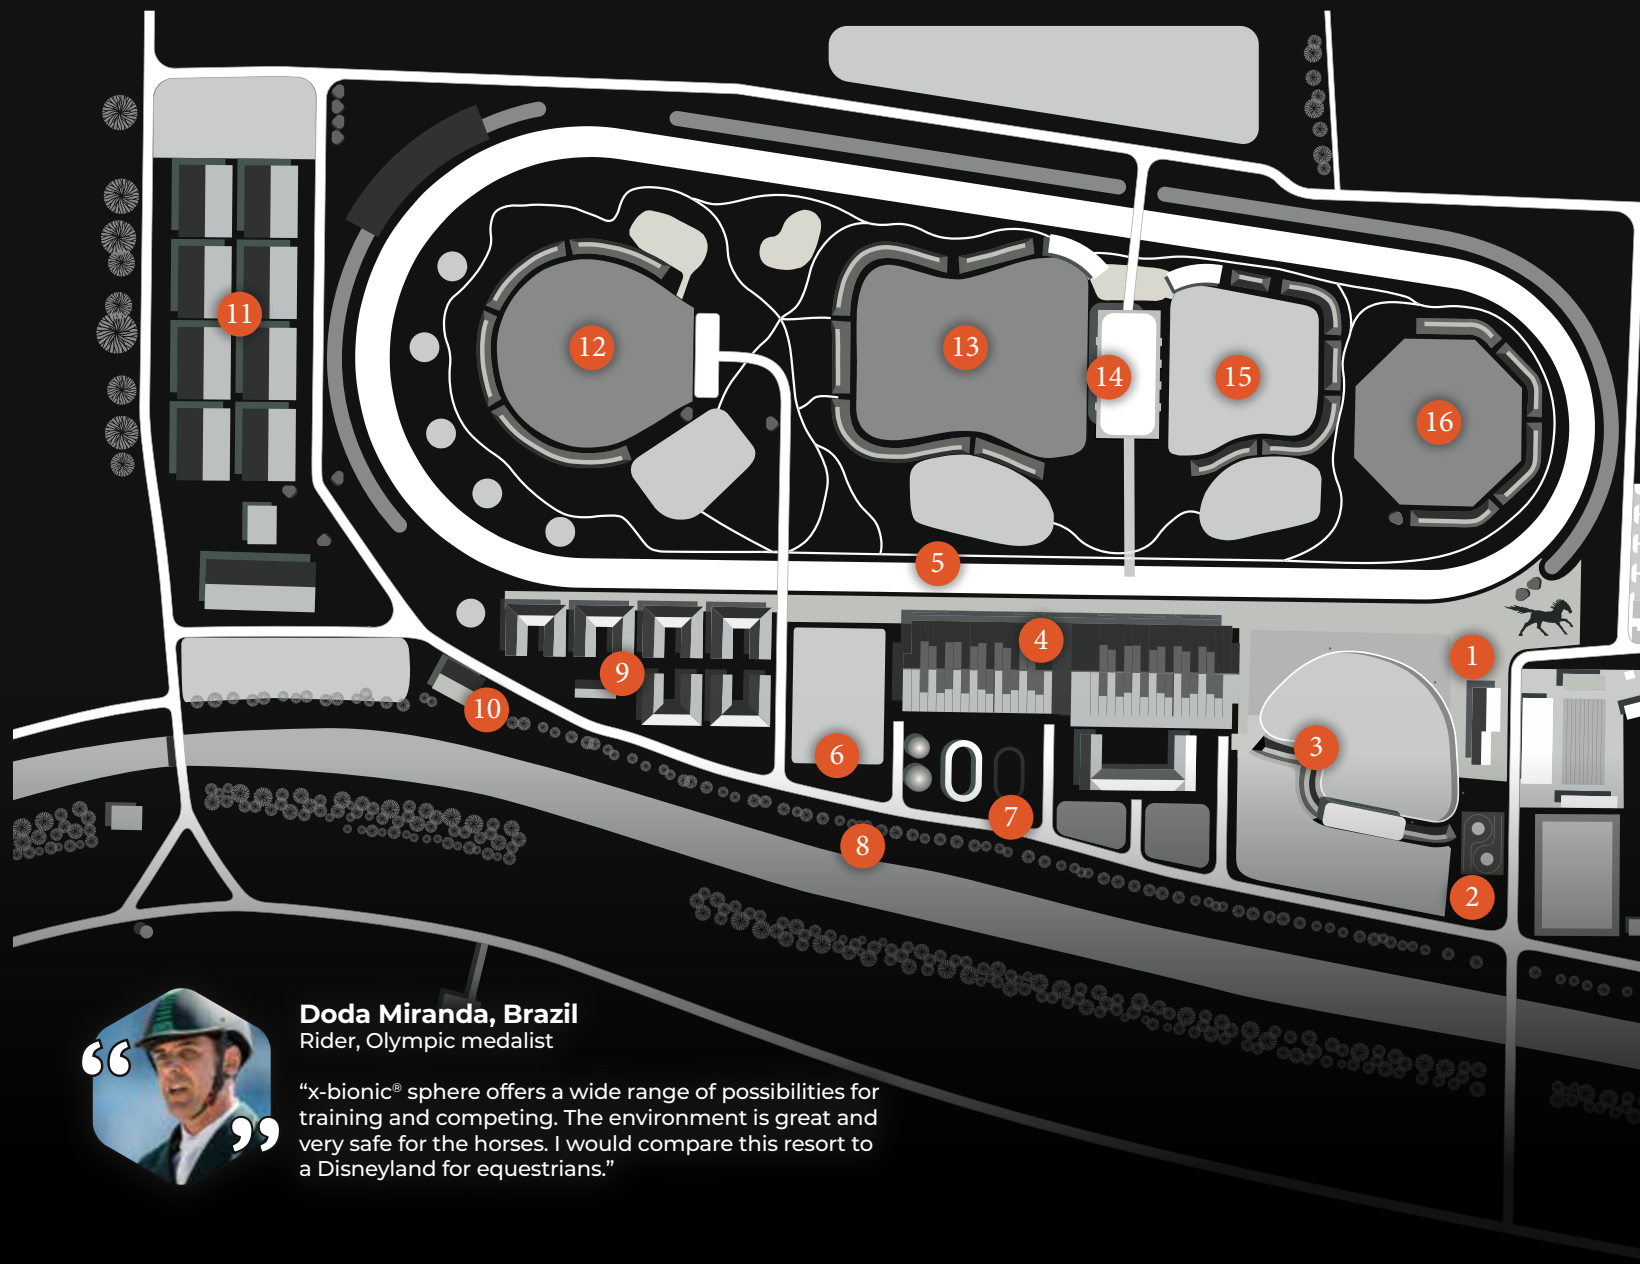 11
12
13
14
15
16
5
4
1
9
10
3
6
7
8
2
Doda Miranda, Brazil
Rider, Olympic medalist
“x-bionic® sphere offers a wide range of possibilities for
training and competing. The environment is great and
very safe for the horses. I would compare this resort to
a Disneyland for equestrians.”